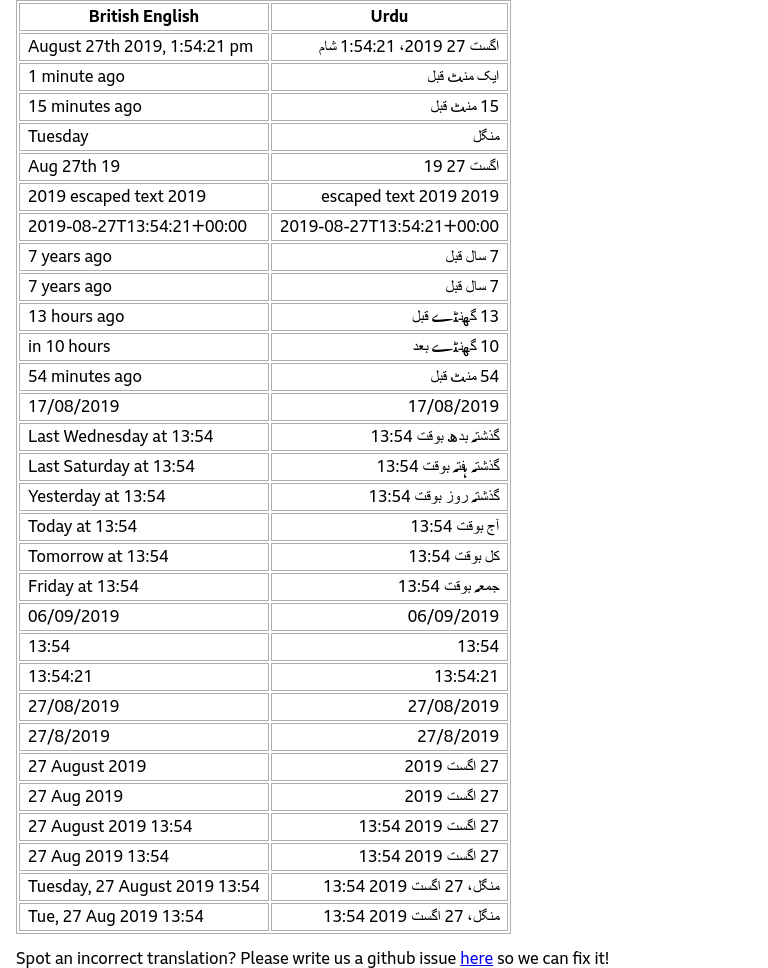 British English Urdu
August 27th 2019, 1:54:21 pm اگست 27 2019، 1:54:21 شام
1 minute ago ایک منٹ قبل
15 minutes ago 15 منٹ قبل
Tuesday منگل
Aug 27th 19 اگست 27 19
2019 escaped text 2019 2019 escaped text 2019
2019-08-27T13:54:21+00:00 2019-08-27T13:54:21+00:00
7 years ago 7 سال قبل
7 years ago 7 سال قبل
13 hours ago 13 گھنٹے قبل
in 10 hours 10 گھنٹے بعد
54 minutes ago 54 منٹ قبل
17/08/2019 17/08/2019
Last Wednesday at 13:54 گذشتہ بدھ بوقت 13:54
Last Saturday at 13:54 گذشتہ ہفتہ بوقت 13:54
Yesterday at 13:54 گذشتہ روز بوقت 13:54
Today at 13:54 آج بوقت 13:54
Tomorrow at 13:54 کل بوقت 13:54
Friday at 13:54 جمعہ بوقت 13:54
06/09/2019 06/09/2019
13:54 13:54
13:54:21 13:54:21
27/08/2019 27/08/2019
27/8/2019 27/8/2019
27 August 2019 27 اگست 2019
27 Aug 2019 27 اگست 2019
27 August 2019 13:54 27 اگست 2019 13:54
27 Aug 2019 13:54 27 اگست 2019 13:54
Tuesday, 27 August 2019 13:54 منگل، 27 اگست 2019 13:54
Tue, 27 Aug 2019 13:54 منگل، 27 اگست 2019 13:54
Spot an incorrect translation? Please write us a github issue here so we can fix it!